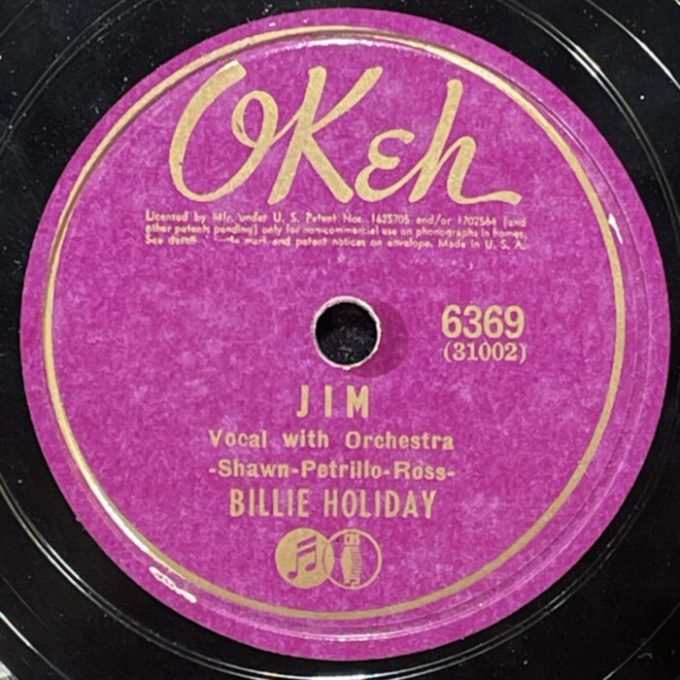 OKeh
Licensed by Mfr. under U. S. Patent Nos. 1625705 and/or 1702564 (and
other patents pending) only for non-commercial use on phonographs in homes.
See mark and patent notices on envelope. Made in U. S. A.
6369
(31002)
JIM
Vocal with Orchestra
-Shawn-Petrillo-Ross-
BILLIE HOLIDAY